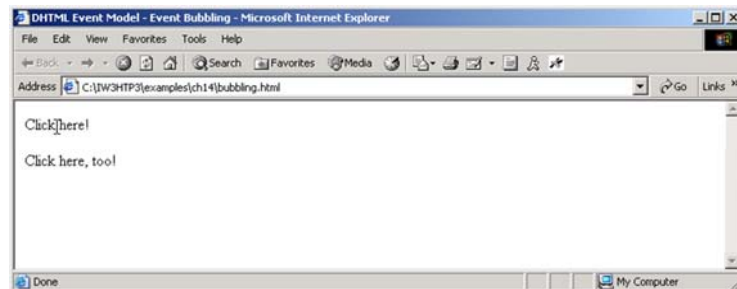 DHTML Event Model - Event Bubbling - Microsoft Internet Explorer
File Edit View Favorites Tools Help
Back Search Favorites Media
Address C:\IW3HTP3\examples\ch14\bubbling.html Go Links »
Click here!
Click here, too!
Done My Computer